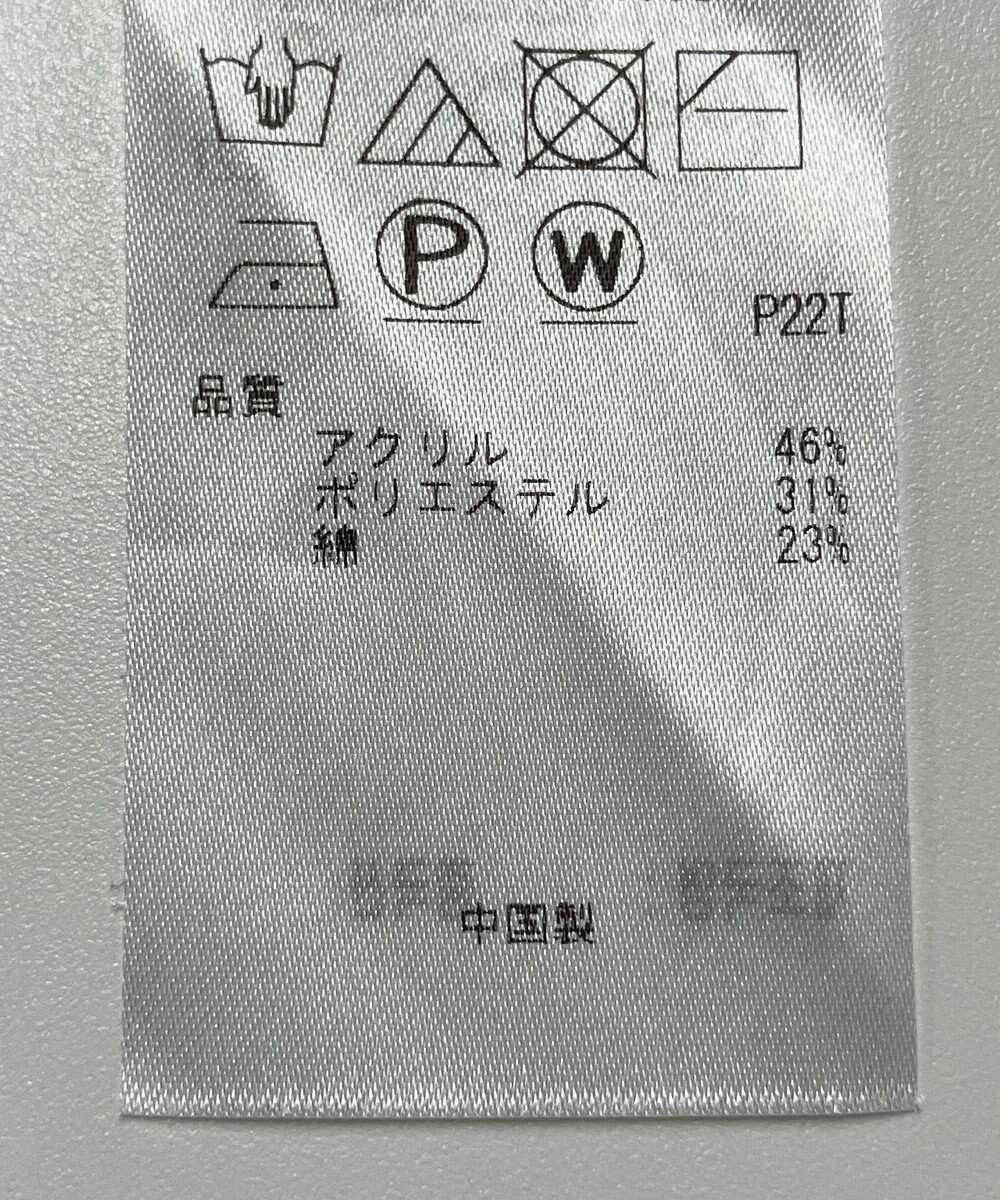 P W
P22T
品質
アクリル 46%
ポリエステル 31%
綿 23%
中国製